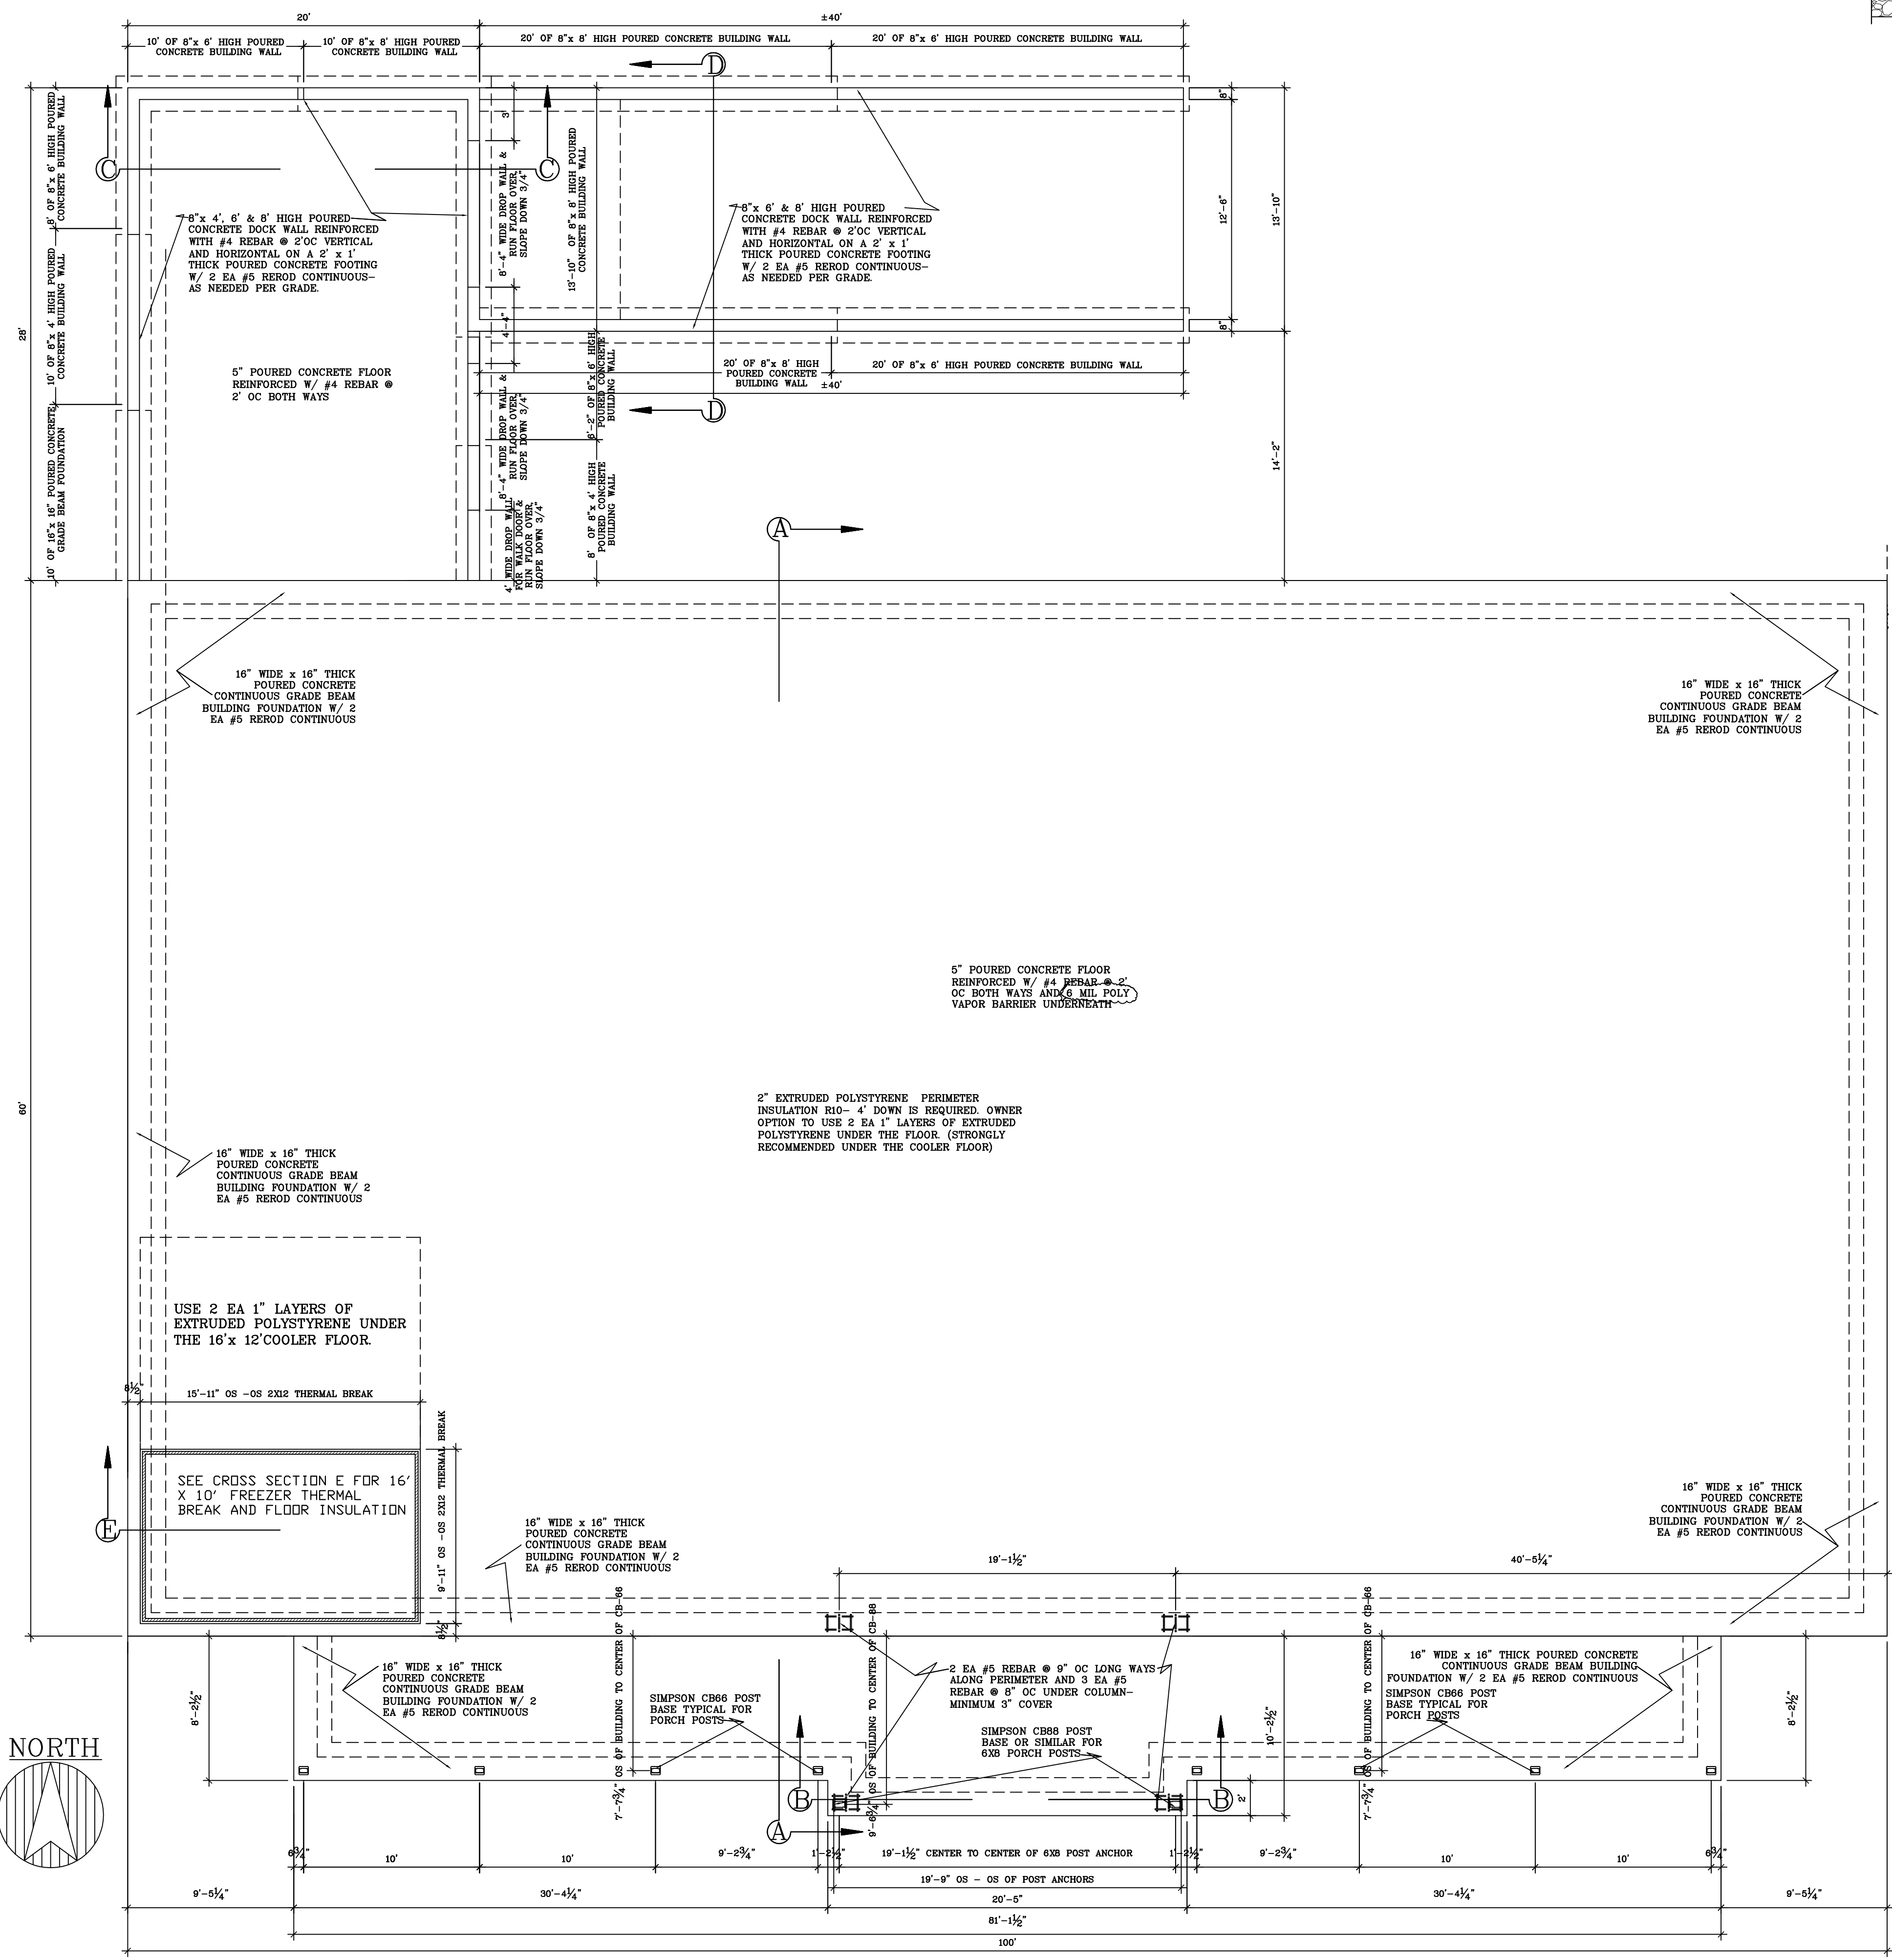 20'
±40'
10' OF 8"x 6' HIGH POURED
CONCRETE BUILDING WALL
10' OF 8"x 8' HIGH POURED
CONCRETE BUILDING WALL
20' OF 8"x 8' HIGH POURED CONCRETE BUILDING WALL
20' OF 8"x 6' HIGH POURED CONCRETE BUILDING WALL
D
C
C
8' OF 8"x 6' HIGH POURED
CONCRETE BUILDING WALL
10' OF 8"x 4' HIGH POURED
CONCRETE BUILDING WALL
10' OF 16"x 16" POURED CONCRETE
GRADE BEAM FOUNDATION
28'
8"x 4', 6' & 8' HIGH POURED
CONCRETE DOCK WALL REINFORCED
WITH #4 REBAR @ 2'OC VERTICAL
AND HORIZONTAL ON A 2' x 1'
THICK POURED CONCRETE FOOTING
W/ 2 EA #5 REROD CONTINUOUS-
AS NEEDED PER GRADE.
5" POURED CONCRETE FLOOR
REINFORCED W/ #4 REBAR @
2' OC BOTH WAYS
3'
8'-4" WIDE DROP WALL &
RUN FLOOR OVER,
SLOPE DOWN 3/4"
4'-4"
8'-4" WIDE DROP WALL &
RUN FLOOR OVER,
SLOPE DOWN 3/4"
4' WIDE DROP WALL
FOR WALK DOOR &
RUN FLOOR OVER,
SLOPE DOWN 3/4"
13'-10" OF 8"x 8' HIGH POURED
CONCRETE BUILDING WALL
6'-2" OF 8"x 6' HIGH
POURED CONCRETE
BUILDING WALL
8' OF 8"x 4' HIGH
POURED CONCRETE
BUILDING WALL
8"x 6' & 8' HIGH POURED
CONCRETE DOCK WALL REINFORCED
WITH #4 REBAR @ 2'OC VERTICAL
AND HORIZONTAL ON A 2' x 1'
THICK POURED CONCRETE FOOTING
W/ 2 EA #5 REROD CONTINUOUS-
AS NEEDED PER GRADE.
8"
12'-6"
13'-10"
8"
20' OF 8"x 8' HIGH
POURED CONCRETE
BUILDING WALL
20' OF 8"x 6' HIGH POURED CONCRETE BUILDING WALL
±40'
D
14'-2"
A
16" WIDE x 16" THICK
POURED CONCRETE
CONTINUOUS GRADE BEAM
BUILDING FOUNDATION W/ 2
EA #5 REROD CONTINUOUS
16" WIDE x 16" THICK
POURED CONCRETE
CONTINUOUS GRADE BEAM
BUILDING FOUNDATION W/ 2
EA #5 REROD CONTINUOUS
5" POURED CONCRETE FLOOR
REINFORCED W/ #4 REBAR @ 2'
OC BOTH WAYS AND 6 MIL POLY
VAPOR BARRIER UNDERNEATH
60'
2" EXTRUDED POLYSTYRENE PERIMETER
INSULATION R10- 4' DOWN IS REQUIRED. OWNER
OPTION TO USE 2 EA 1" LAYERS OF EXTRUDED
POLYSTYRENE UNDER THE FLOOR. (STRONGLY
RECOMMENDED UNDER THE COOLER FLOOR)
16" WIDE x 16" THICK
POURED CONCRETE
CONTINUOUS GRADE BEAM
BUILDING FOUNDATION W/ 2
EA #5 REROD CONTINUOUS
USE 2 EA 1" LAYERS OF
EXTRUDED POLYSTYRENE UNDER
THE 16'x 12'COOLER FLOOR.
8½"
15'-11" OS -OS 2X12 THERMAL BREAK
9'-11" OS -OS 2X12 THERMAL BREAK
8½"
SEE CROSS SECTION E FOR 16'
X 10' FREEZER THERMAL
BREAK AND FLOOR INSULATION
E
16" WIDE x 16" THICK
POURED CONCRETE
CONTINUOUS GRADE BEAM
BUILDING FOUNDATION W/ 2
EA #5 REROD CONTINUOUS
16" WIDE x 16" THICK
POURED CONCRETE
CONTINUOUS GRADE BEAM
BUILDING FOUNDATION W/ 2
EA #5 REROD CONTINUOUS
19'-1½"
40'-5¼"
8'-2½"
16" WIDE x 16" THICK
POURED CONCRETE
CONTINUOUS GRADE BEAM
BUILDING FOUNDATION W/ 2
EA #5 REROD CONTINUOUS
7'-7¾" OS OF BUILDING TO CENTER OF CB-66
SIMPSON CB66 POST
BASE TYPICAL FOR
PORCH POSTS
9'-6¾" OS OF BUILDING TO CENTER OF CB-88
2 EA #5 REBAR @ 9" OC LONG WAYS
ALONG PERIMETER AND 3 EA #5
REBAR @ 8" OC UNDER COLUMN-
MINIMUM 3" COVER
SIMPSON CB88 POST
BASE OR SIMILAR FOR
6X8 PORCH POSTS
10'-2½"
2'
7'-7¾" OS OF BUILDING TO CENTER OF CB-66
16" WIDE x 16" THICK POURED CONCRETE
CONTINUOUS GRADE BEAM BUILDING
FOUNDATION W/ 2 EA #5 REROD CONTINUOUS
SIMPSON CB66 POST
BASE TYPICAL FOR
PORCH POSTS
8'-2½"
NORTH
B
B
A
6¾"
10'
10'
9'-2¾"
1'-2½"
19'-1½" CENTER TO CENTER OF 6X8 POST ANCHOR
1'-2½"
9'-2¾"
10'
10'
6¾"
19'-9" OS - OS OF POST ANCHORS
9'-5¼"
30'-4¼"
20'-5"
30'-4¼"
9'-5¼"
81'-1½"
100'